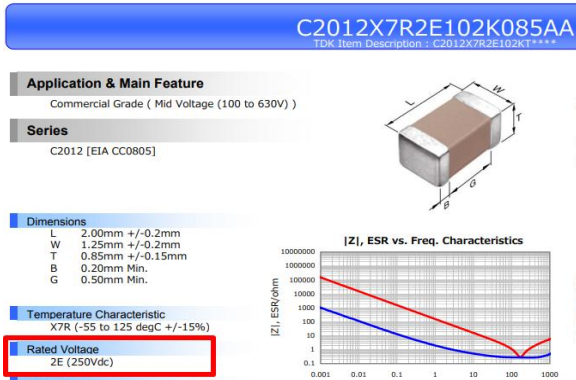 C2012X7R2E102K085AA
TDK Item Description : C2012X7R2E102KT****
Application & Main Feature
Commercial Grade ( Mid Voltage (100 to 630V) )
Series
C2012 [EIA CC0805]
L
W
T
B
G
Dimensions
L 2.00mm +/-0.2mm
W 1.25mm +/-0.2mm
T 0.85mm +/-0.15mm
B 0.20mm Min.
G 0.50mm Min.
Temperature Characteristic
X7R (-55 to 125 degC +/-15%)
Rated Voltage
2E (250Vdc)
|Z|, ESR vs. Freq. Characteristics
|Z|, ESR/ohm
10000000
1000000
100000
10000
1000
100
10
1
0.1
0.001 0.01 0.1 1 10 100 1000